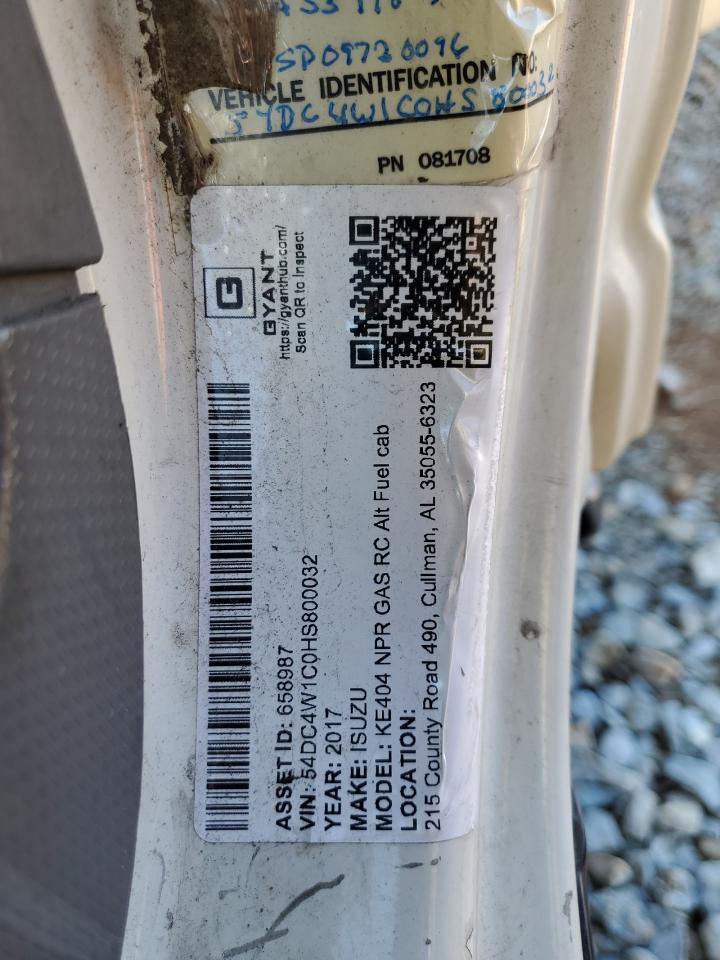 SP09720096
VEHICLE IDENTIFICATION NO:
54DC4W1C0HS800032
PN 081708
G
GYANT
https://gyanthub.com/
Scan QR to Inspect
ASSET ID: 658987
VIN: 54DC4W1C0HS800032
YEAR: 2017
MAKE: ISUZU
MODEL: KE404 NPR GAS RC Alt Fuel cab
LOCATION:
215 County Road 490, Cullman, AL 35055-6323